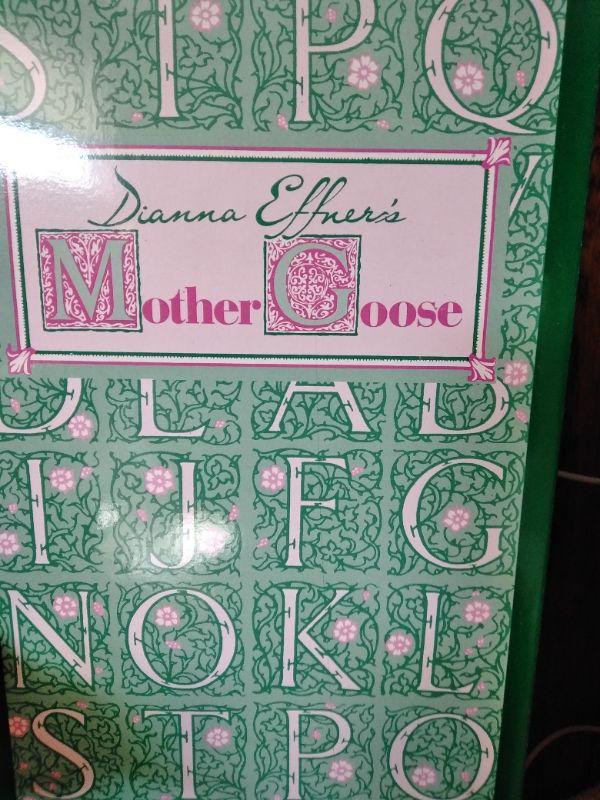 S I P Q
Dianna Effner's
Mother Goose
L A D
I J F G
N O K L
S T P Q